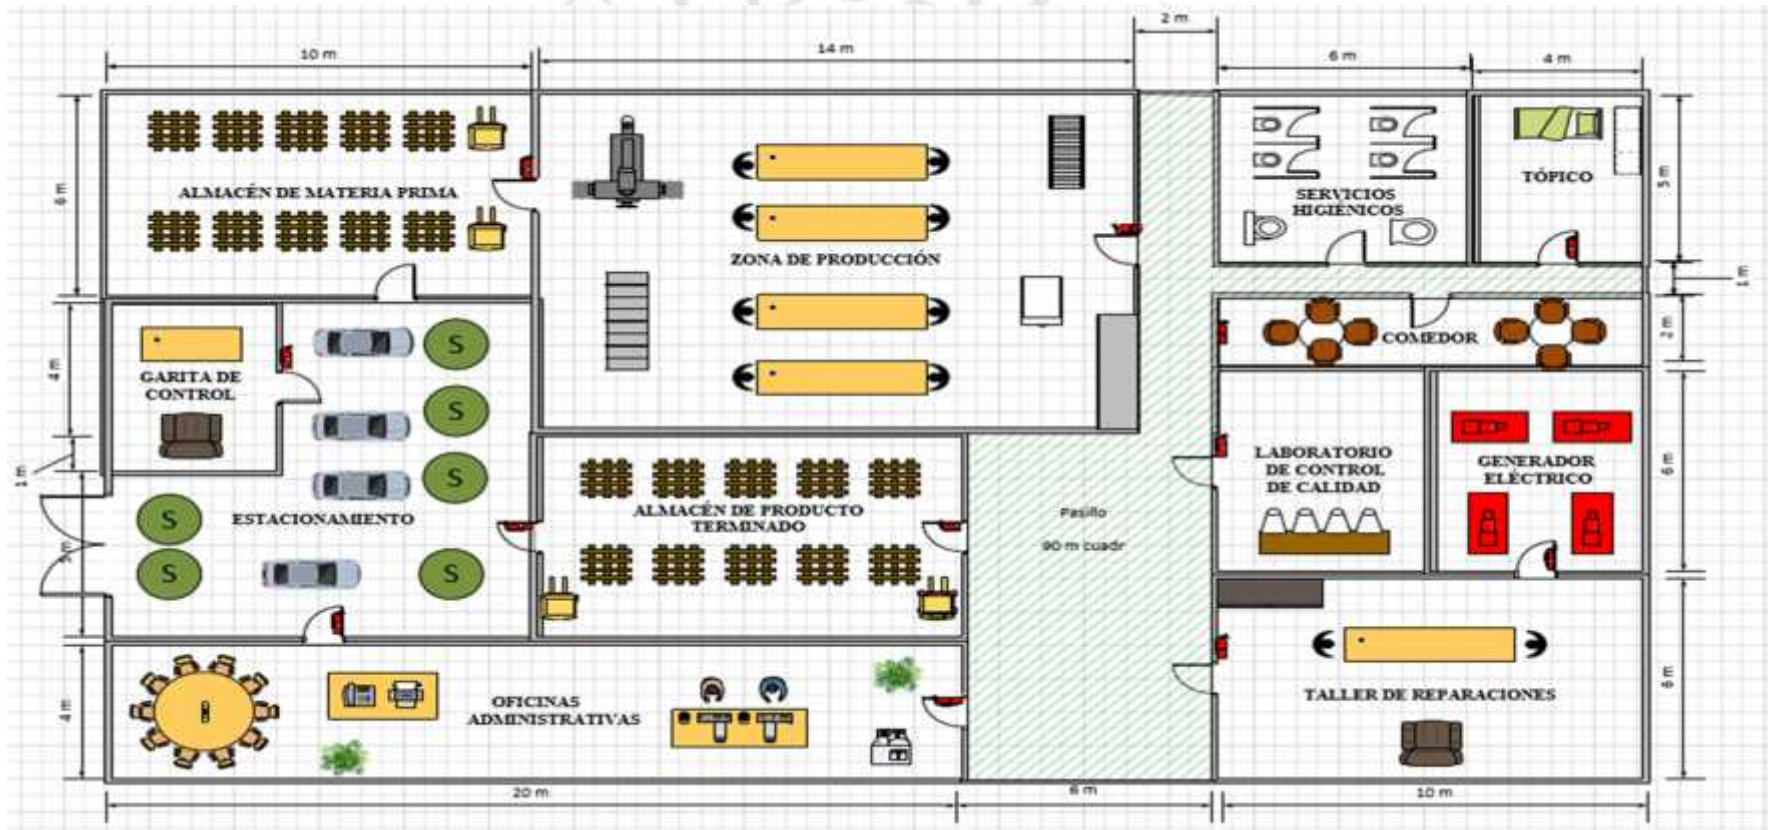 2 m
10 m
14 m
6 m
4 m
6 m
ALMACÉN DE MATERIA PRIMA
SERVICIOS
HIGIÉNICOS
TÓPICO
5 m
ZONA DE PRODUCCIÓN
1 m
4 m
GARITA DE
CONTROL
S
S
S
COMEDOR
2 m
1 m
S
S
S
ESTACIONAMIENTO
ALMACÉN DE PRODUCTO
TERMINADO
Pasillo
90 m cuadr
LABORATORIO
DE CONTROL
DE CALIDAD
GENERADOR
ELÉCTRICO
6 m
4 m
OFICINAS
ADMINISTRATIVAS
TALLER DE REPARACIONES
6 m
20 m
6 m
10 m